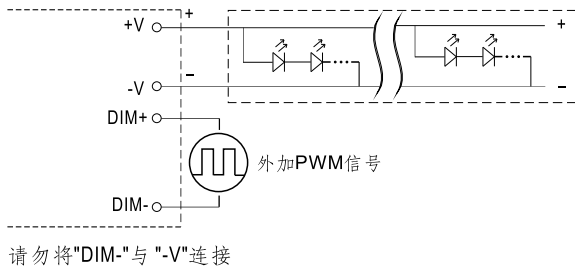 +V
+
+
-V
−
−
DIM+
外加PWM信号
DIM-
请勿将"DIM-"与 "-V"连接